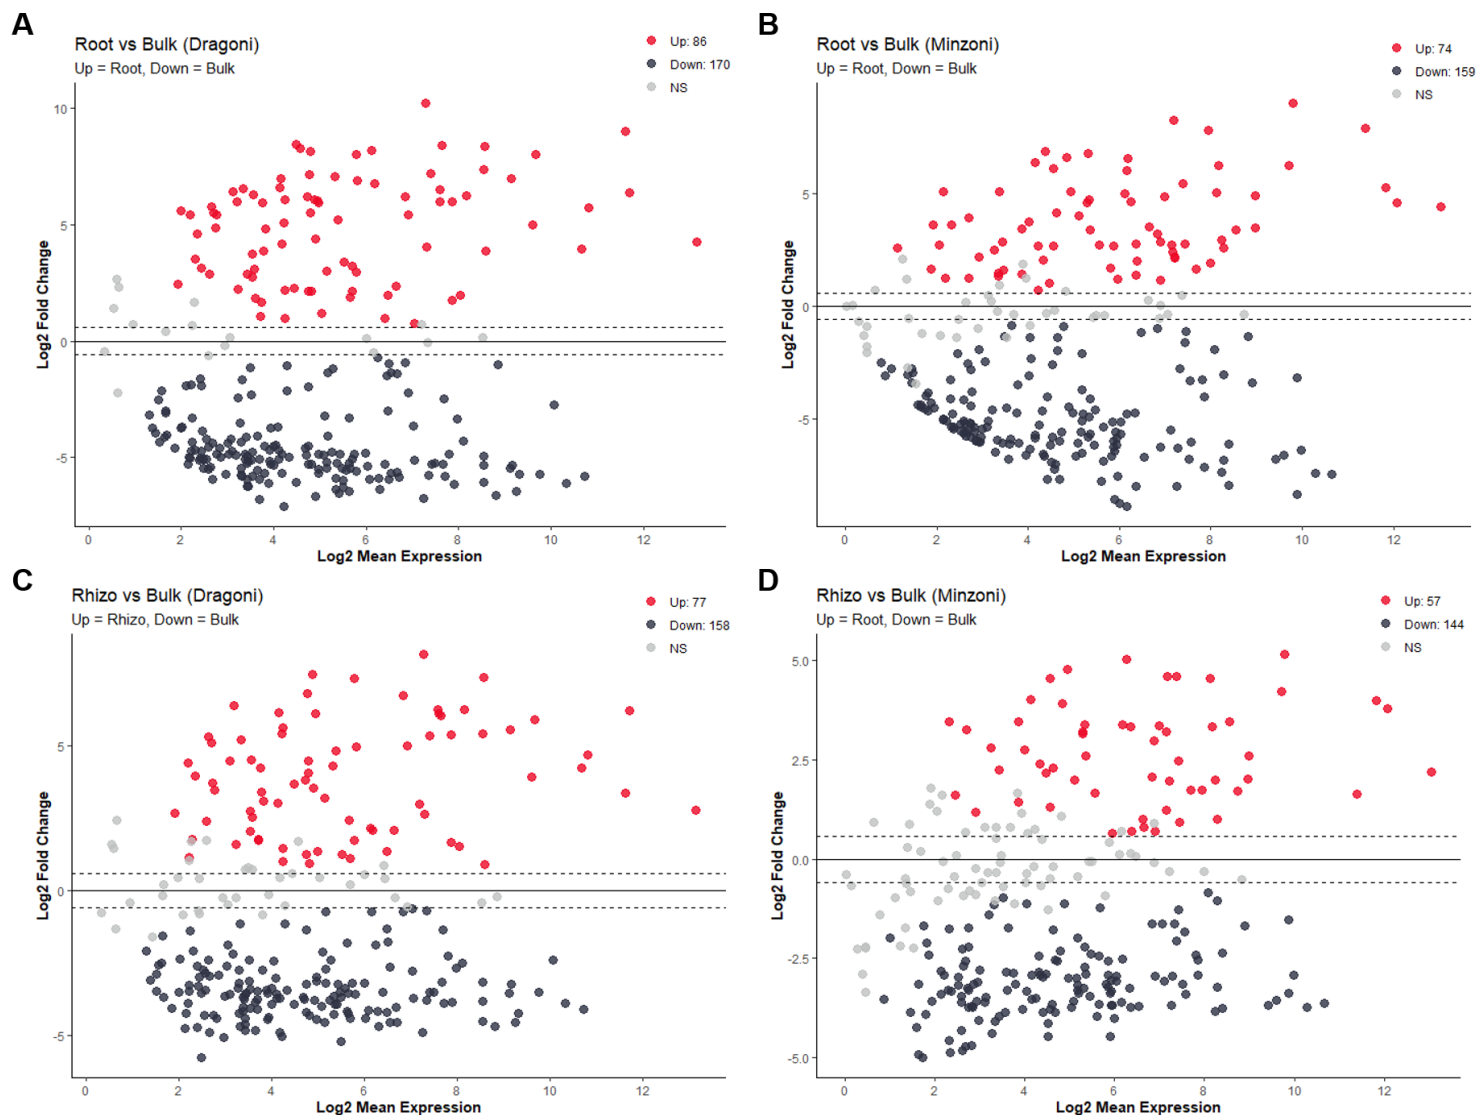 A
Root vs Bulk (Dragoni)
Up = Root, Down = Bulk
Up: 86
Down: 170
NS
Log2 Fold Change
10
5
0
-5
0 2 4 6 8 10 12
Log2 Mean Expression
B
Root vs Bulk (Minzoni)
Up = Root, Down = Bulk
Up: 74
Down: 159
NS
Log2 Fold Change
5
0
-5
0 2 4 6 8 10 12
Log2 Mean Expression
C
Rhizo vs Bulk (Dragoni)
Up = Rhizo, Down = Bulk
Up: 77
Down: 158
NS
Log2 Fold Change
5
0
-5
0 2 4 6 8 10 12
Log2 Mean Expression
D
Rhizo vs Bulk (Minzoni)
Up = Root, Down = Bulk
Up: 57
Down: 144
NS
Log2 Fold Change
5.0
2.5
0.0
-2.5
-5.0
0 2 4 6 8 10 12
Log2 Mean Expression